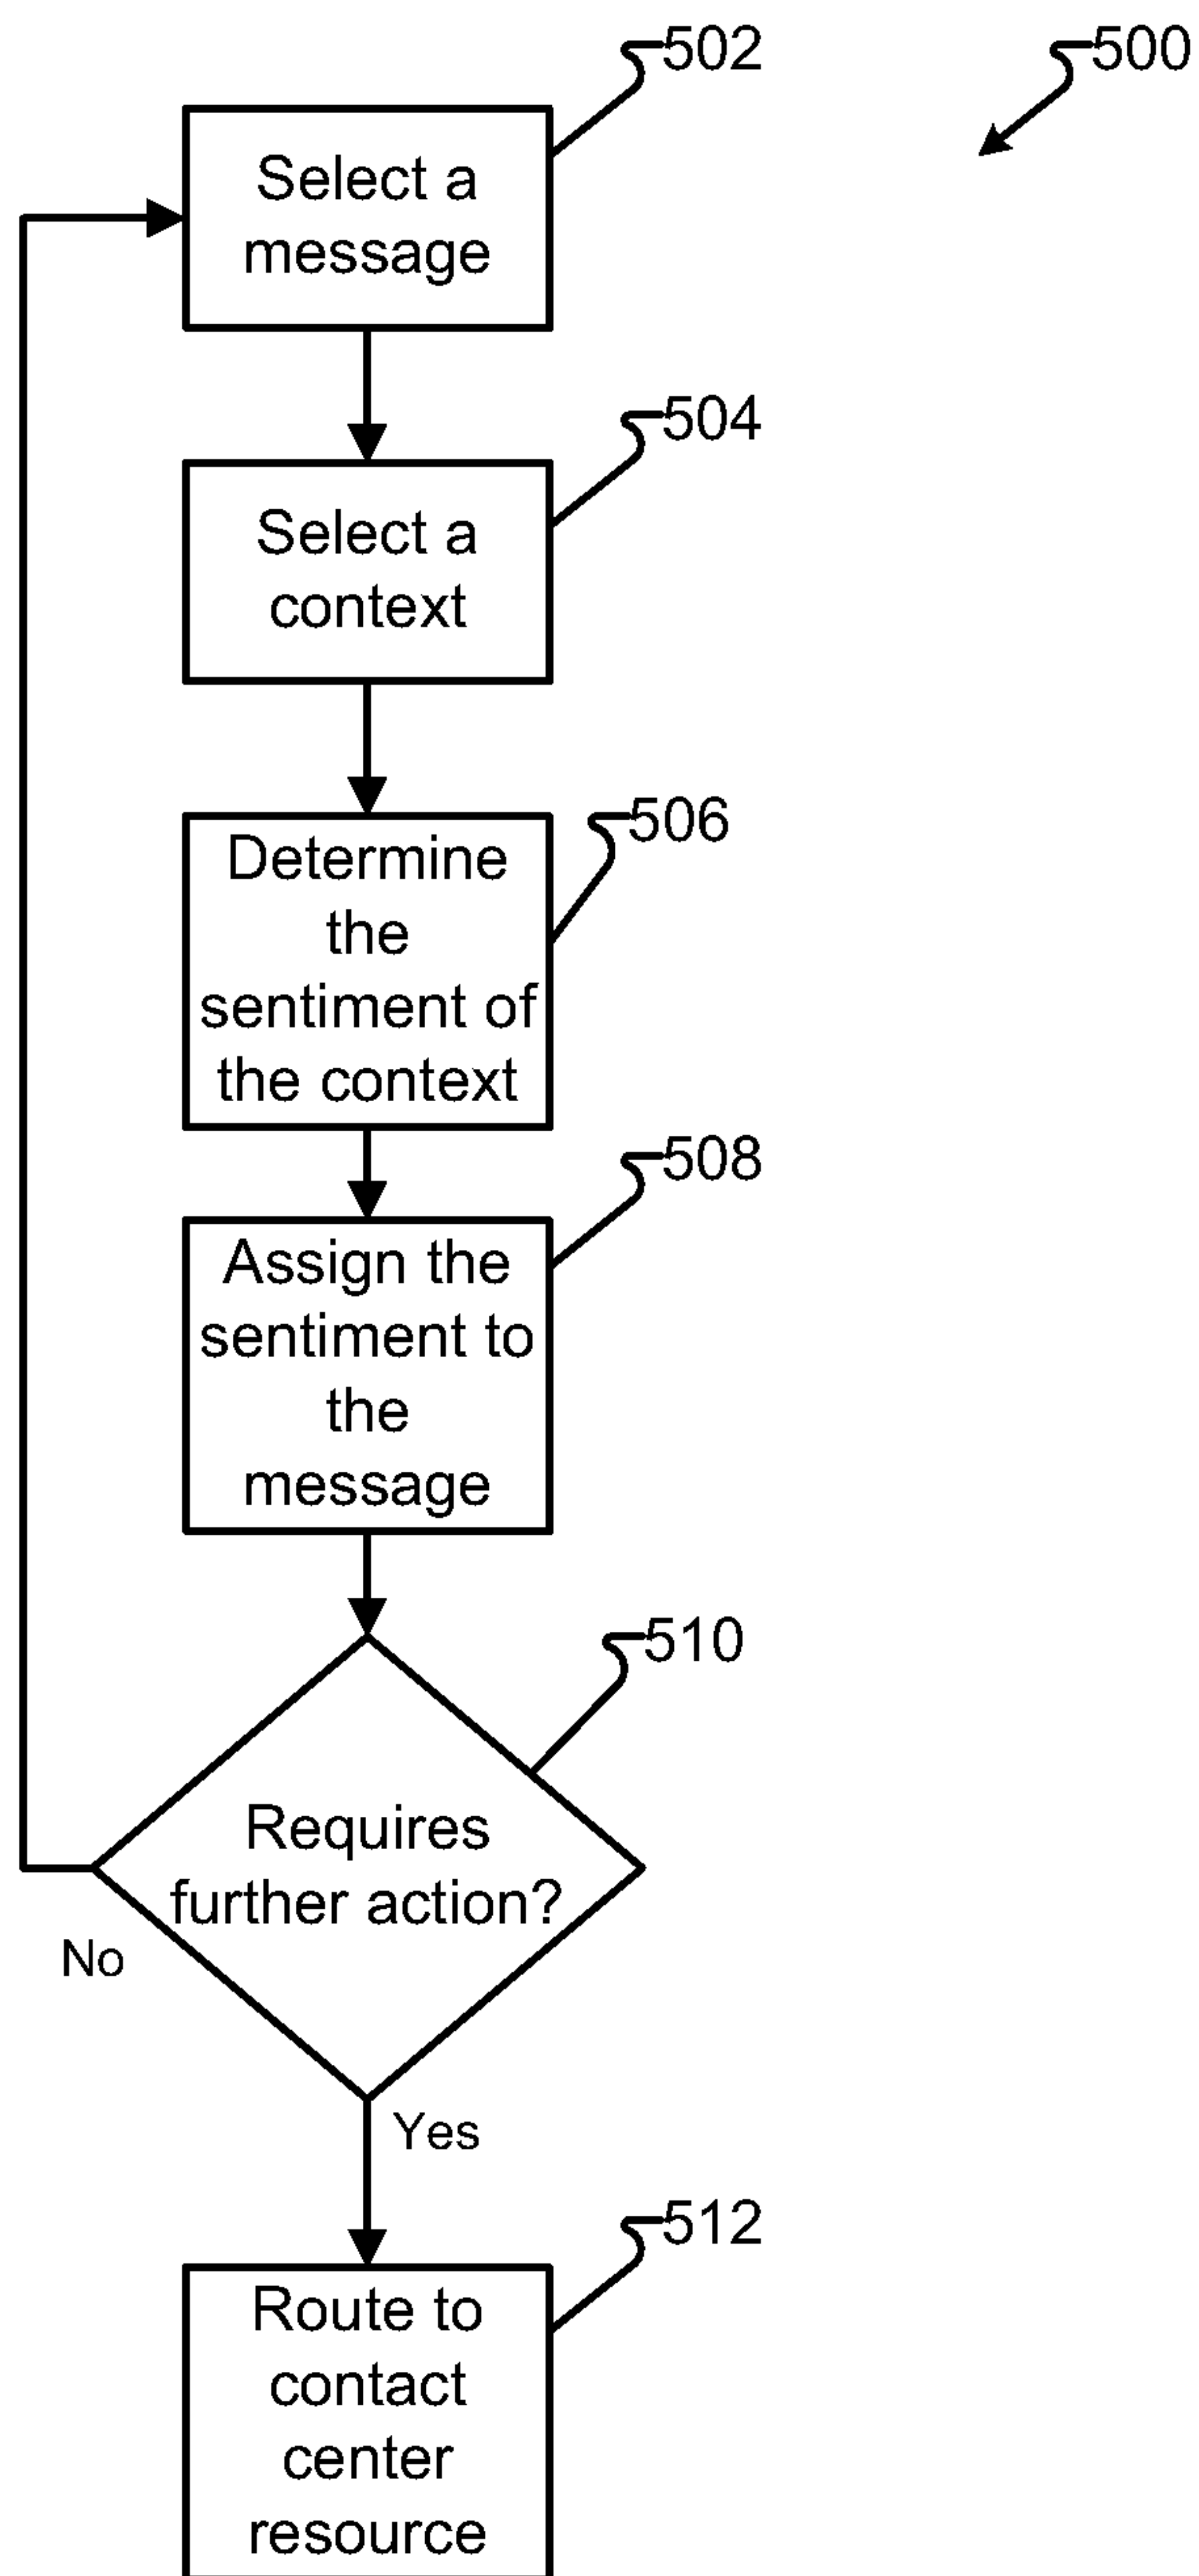 502
500
Select a
message
504
Select a
context
506
Determine
the
sentiment of
the context
508
Assign the
sentiment to
the
message
510
Requires
further action?
No
Yes
512
Route to
contact
center
resource